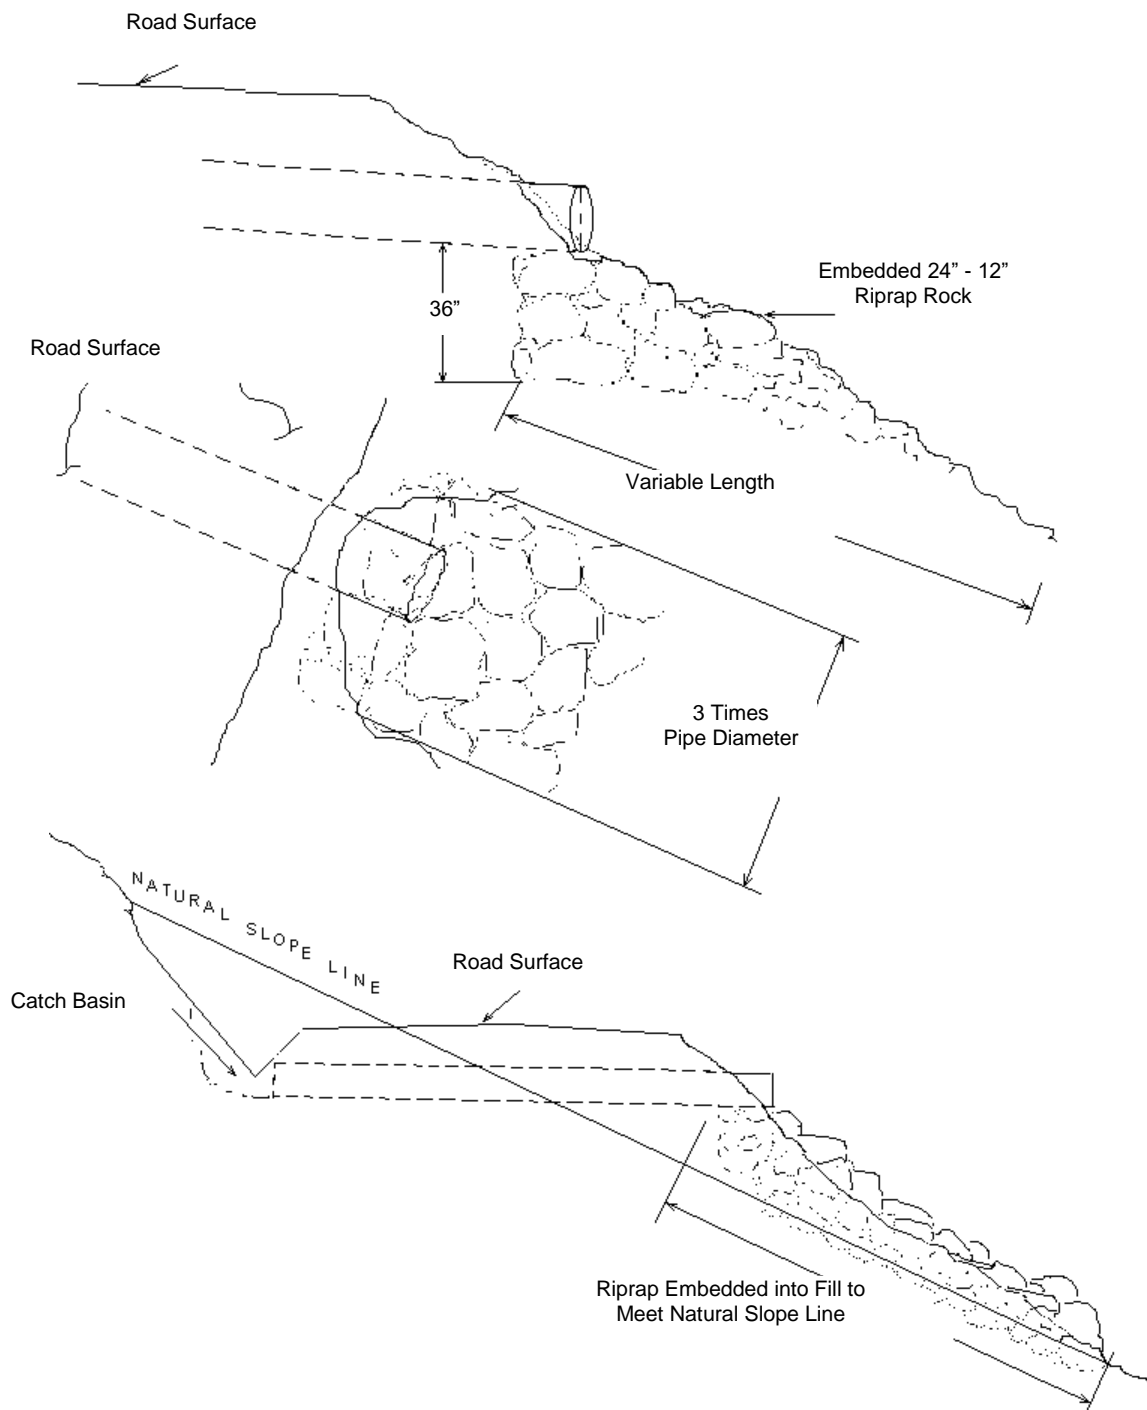 Road Surface
Embedded 24” - 12”
Riprap Rock
36”
Road Surface
Variable Length
3 Times
Pipe Diameter
NATURAL SLOPE LINE
Road Surface
Catch Basin
Riprap Embedded into Fill to
Meet Natural Slope Line